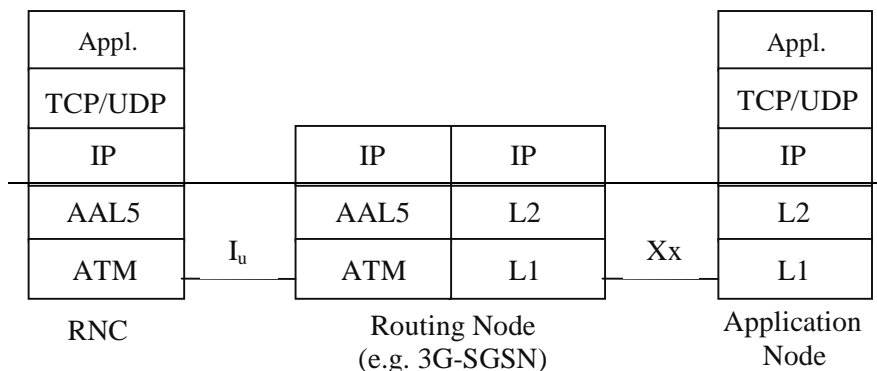 Appl. Appl.
TCP/UDP TCP/UDP
IP IP IP IP
AAL5 AAL5 L2 L2
ATM Iu ATM L1 Xx L1
RNC Routing Node Application
(e.g. 3G-SGSN) Node